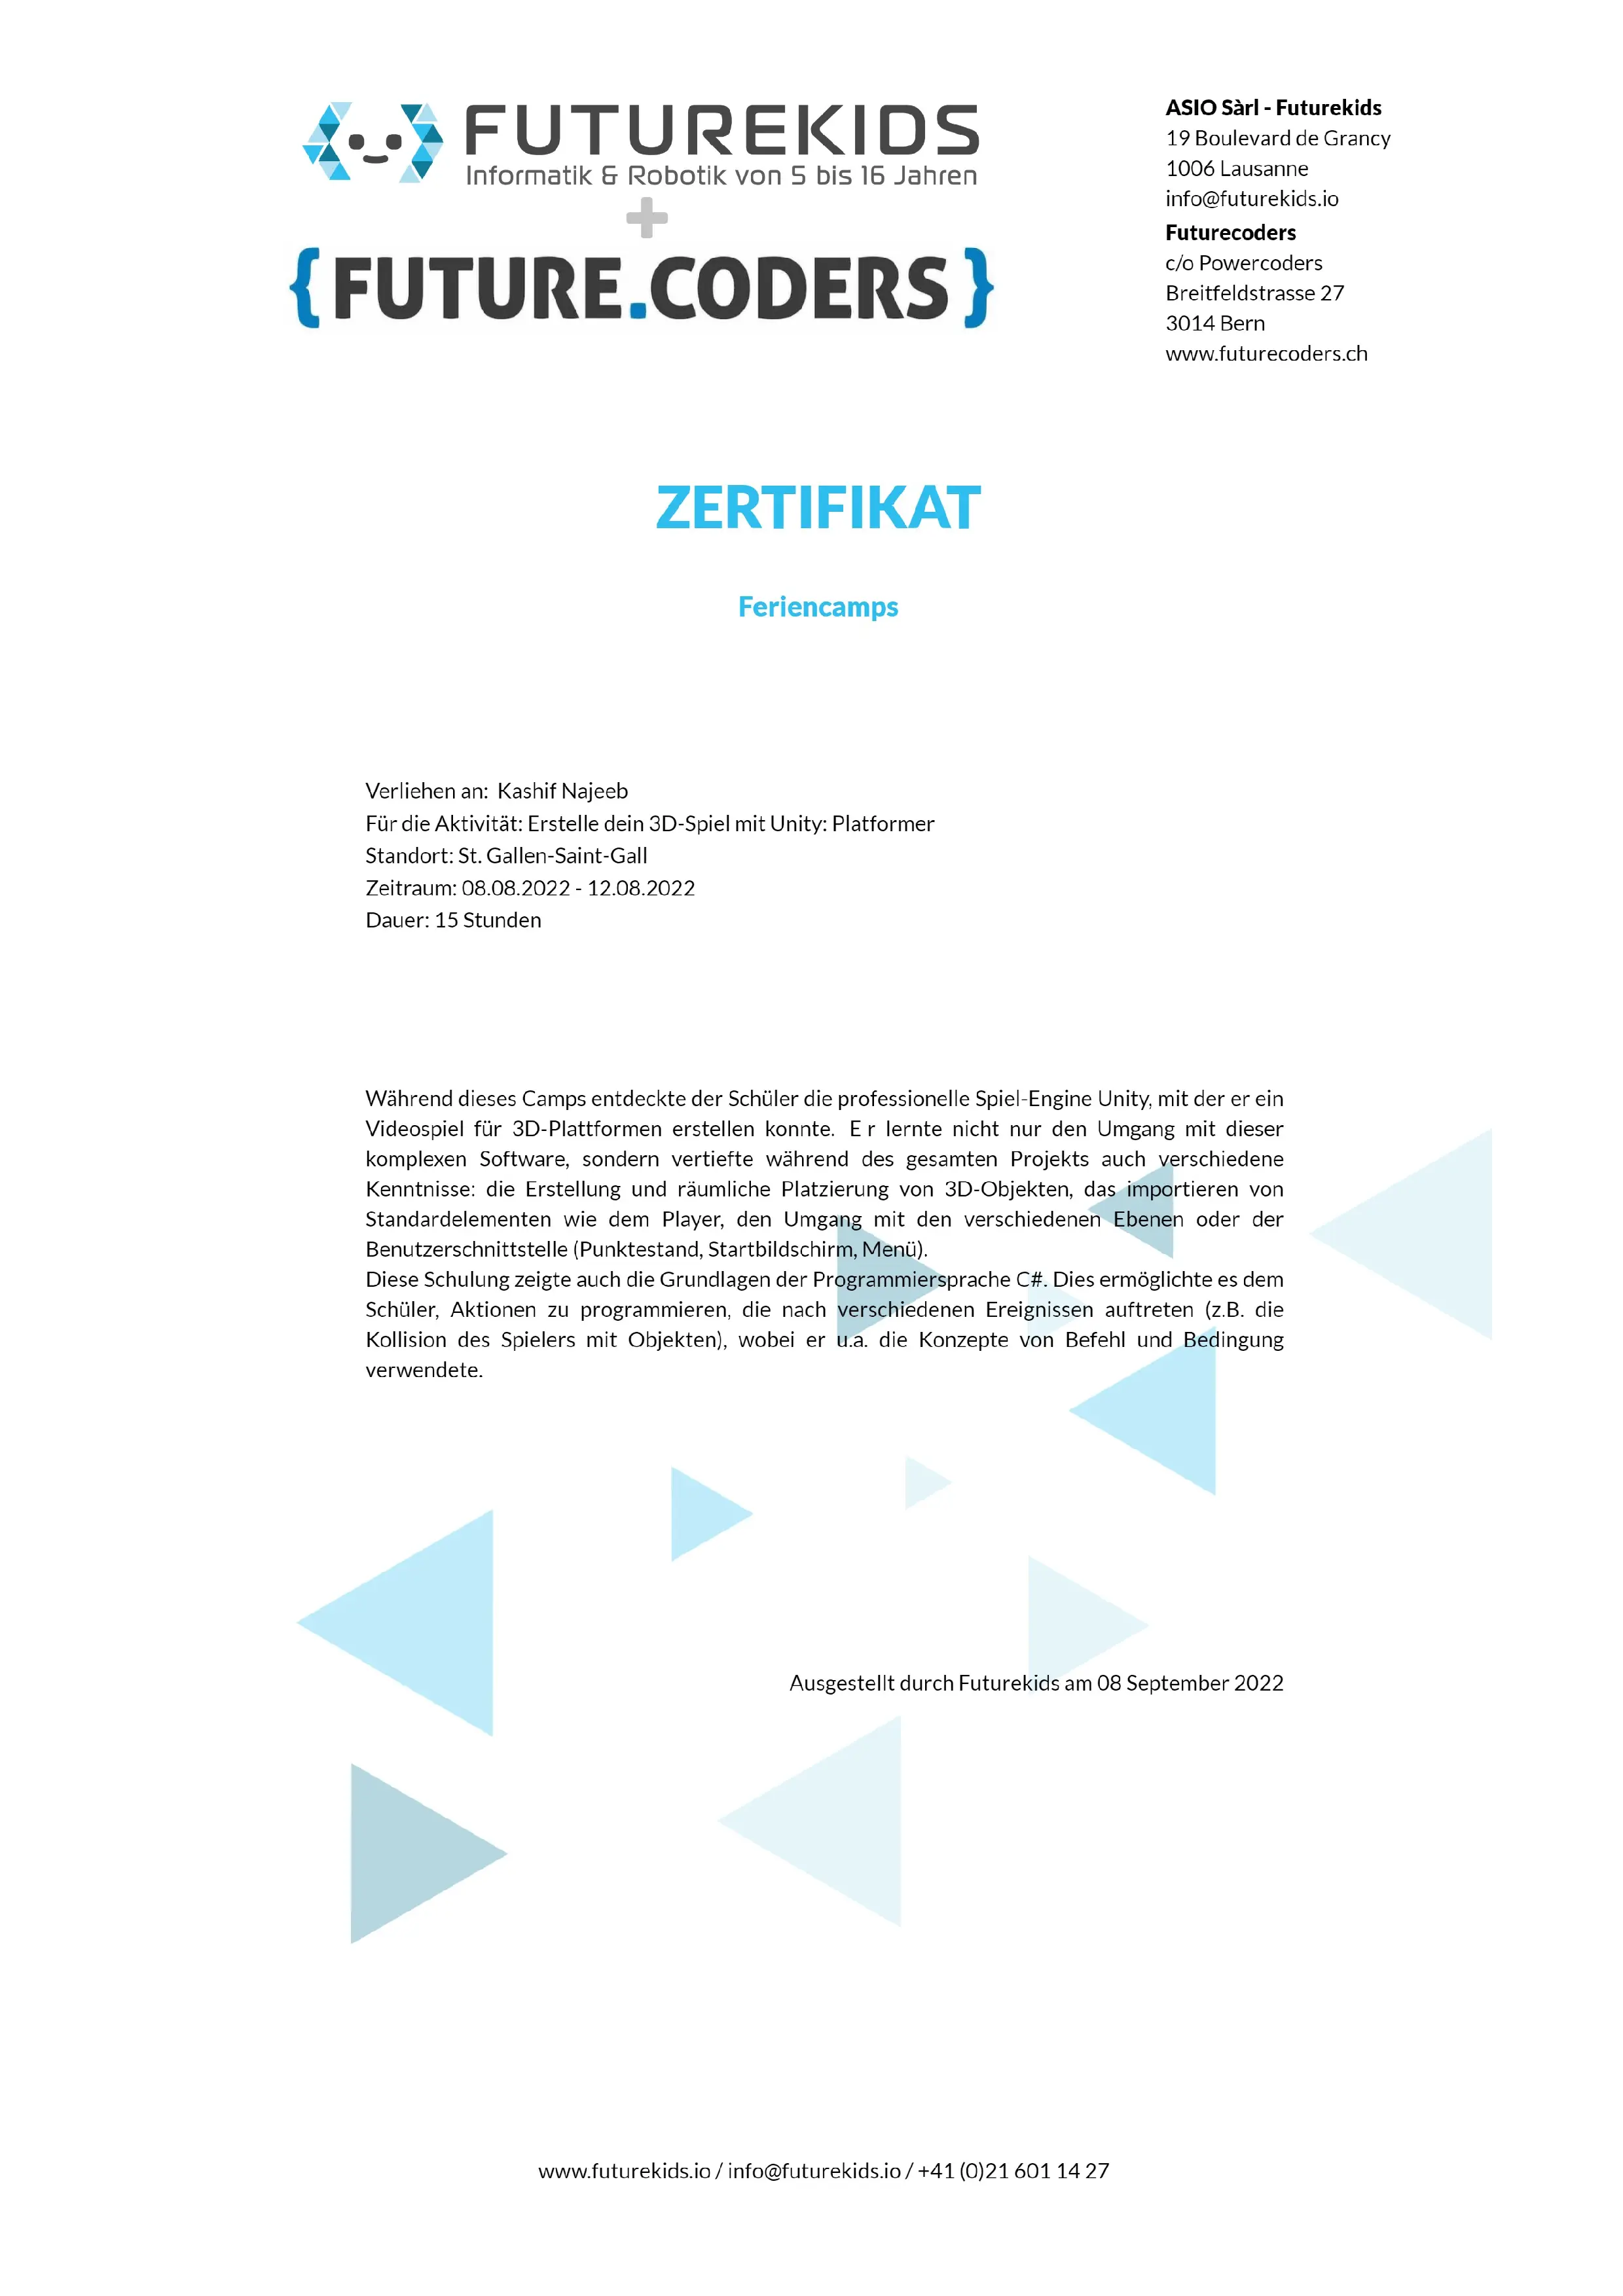 FUTUREKIDS
Informatik & Robotik von 5 bis 16 Jahren
+
{FUTURE.CODERS}
ASIO Sàrl - Futurekids
19 Boulevard de Grancy
1006 Lausanne
info@futurekids.io
Futurecoders
c/o Powercoders
Breitfeldstrasse 27
3014 Bern
www.futurecoders.ch
ZERTIFIKAT
Feriencamps
Verliehen an: Kashif Najeeb
Für die Aktivität: Erstelle dein 3D-Spiel mit Unity: Platformer
Standort: St. Gallen-Saint-Gall
Zeitraum: 08.08.2022 - 12.08.2022
Dauer: 15 Stunden
Während dieses Camps entdeckte der Schüler die professionelle Spiel-Engine Unity, mit der er ein
Videospiel für 3D-Plattformen erstellen konnte. E r lernte nicht nur den Umgang mit dieser
komplexen Software, sondern vertiefte während des gesamten Projekts auch verschiedene
Kenntnisse: die Erstellung und räumliche Platzierung von 3D-Objekten, das importieren von
Standardelementen wie dem Player, den Umgang mit den verschiedenen Ebenen oder der
Benutzerschnittstelle (Punktestand, Startbildschirm, Menü).
Diese Schulung zeigte auch die Grundlagen der Programmiersprache C#. Dies ermöglichte es dem
Schüler, Aktionen zu programmieren, die nach verschiedenen Ereignissen auftreten (z.B. die
Kollision des Spielers mit Objekten), wobei er u.a. die Konzepte von Befehl und Bedingung
verwendete.
Ausgestellt durch Futurekids am 08 September 2022
www.futurekids.io / info@futurekids.io / +41 (0)21 601 14 27